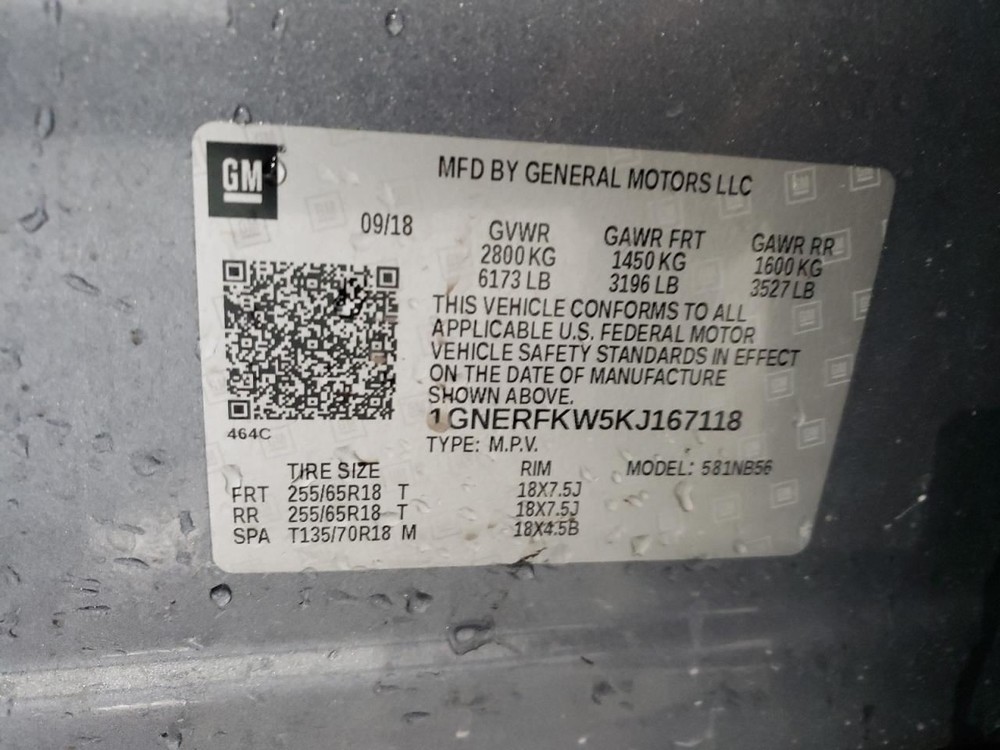 GM
MFD BY GENERAL MOTORS LLC
09/18
GVWR GAWR FRT GAWR RR
2800 KG 1450 KG 1600 KG
6173 LB 3196 LB 3527 LB
THIS VEHICLE CONFORMS TO ALL
APPLICABLE U.S. FEDERAL MOTOR
VEHICLE SAFETY STANDARDS IN EFFECT
ON THE DATE OF MANUFACTURE
SHOWN ABOVE.
1GNERFKW5KJ167118
464C
TYPE: M.P.V.
TIRE SIZE RIM MODEL: 581NB56
FRT 255/65R18 T 18X7.5J
RR 255/65R18 T 18X7.5J
SPA T135/70R18 M 18X4.5B